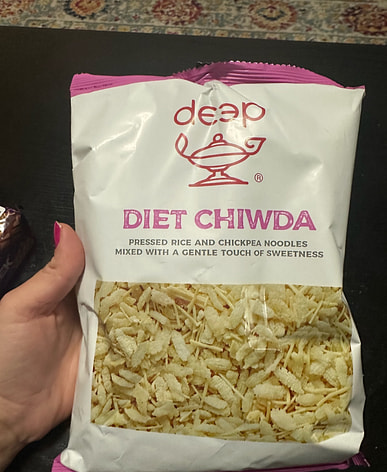 deep
®
DIET CHIWDA
PRESSED RICE AND CHICKPEA NOODLES
MIXED WITH A GENTLE TOUCH OF SWEETNESS